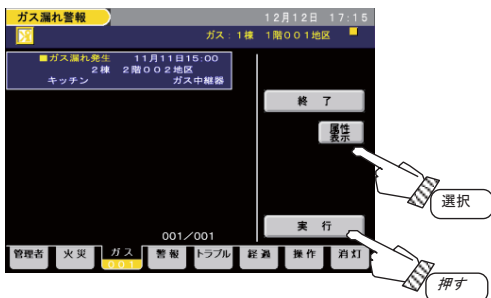 ガス漏れ警報 12月12日 17:15
ガス: 1棟 1階001地区
■ガス漏れ発生 11月11日15:00
2棟 2階002地区
キッチン ガス中継器
終 了
属性
表示
選択
実 行
001/001
管理者 火災 ガス 警報 トラブル 経過 操作 消灯
001
押す